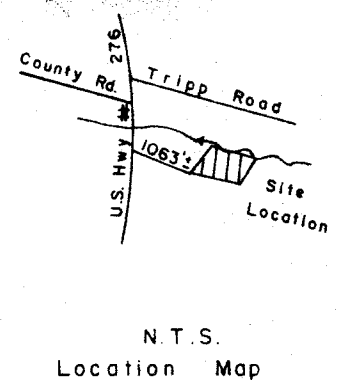 276
County Rd.
Tripp Road
#
U.S. Hwy
1063'±
Site
Location
N.T.S.
Location Map